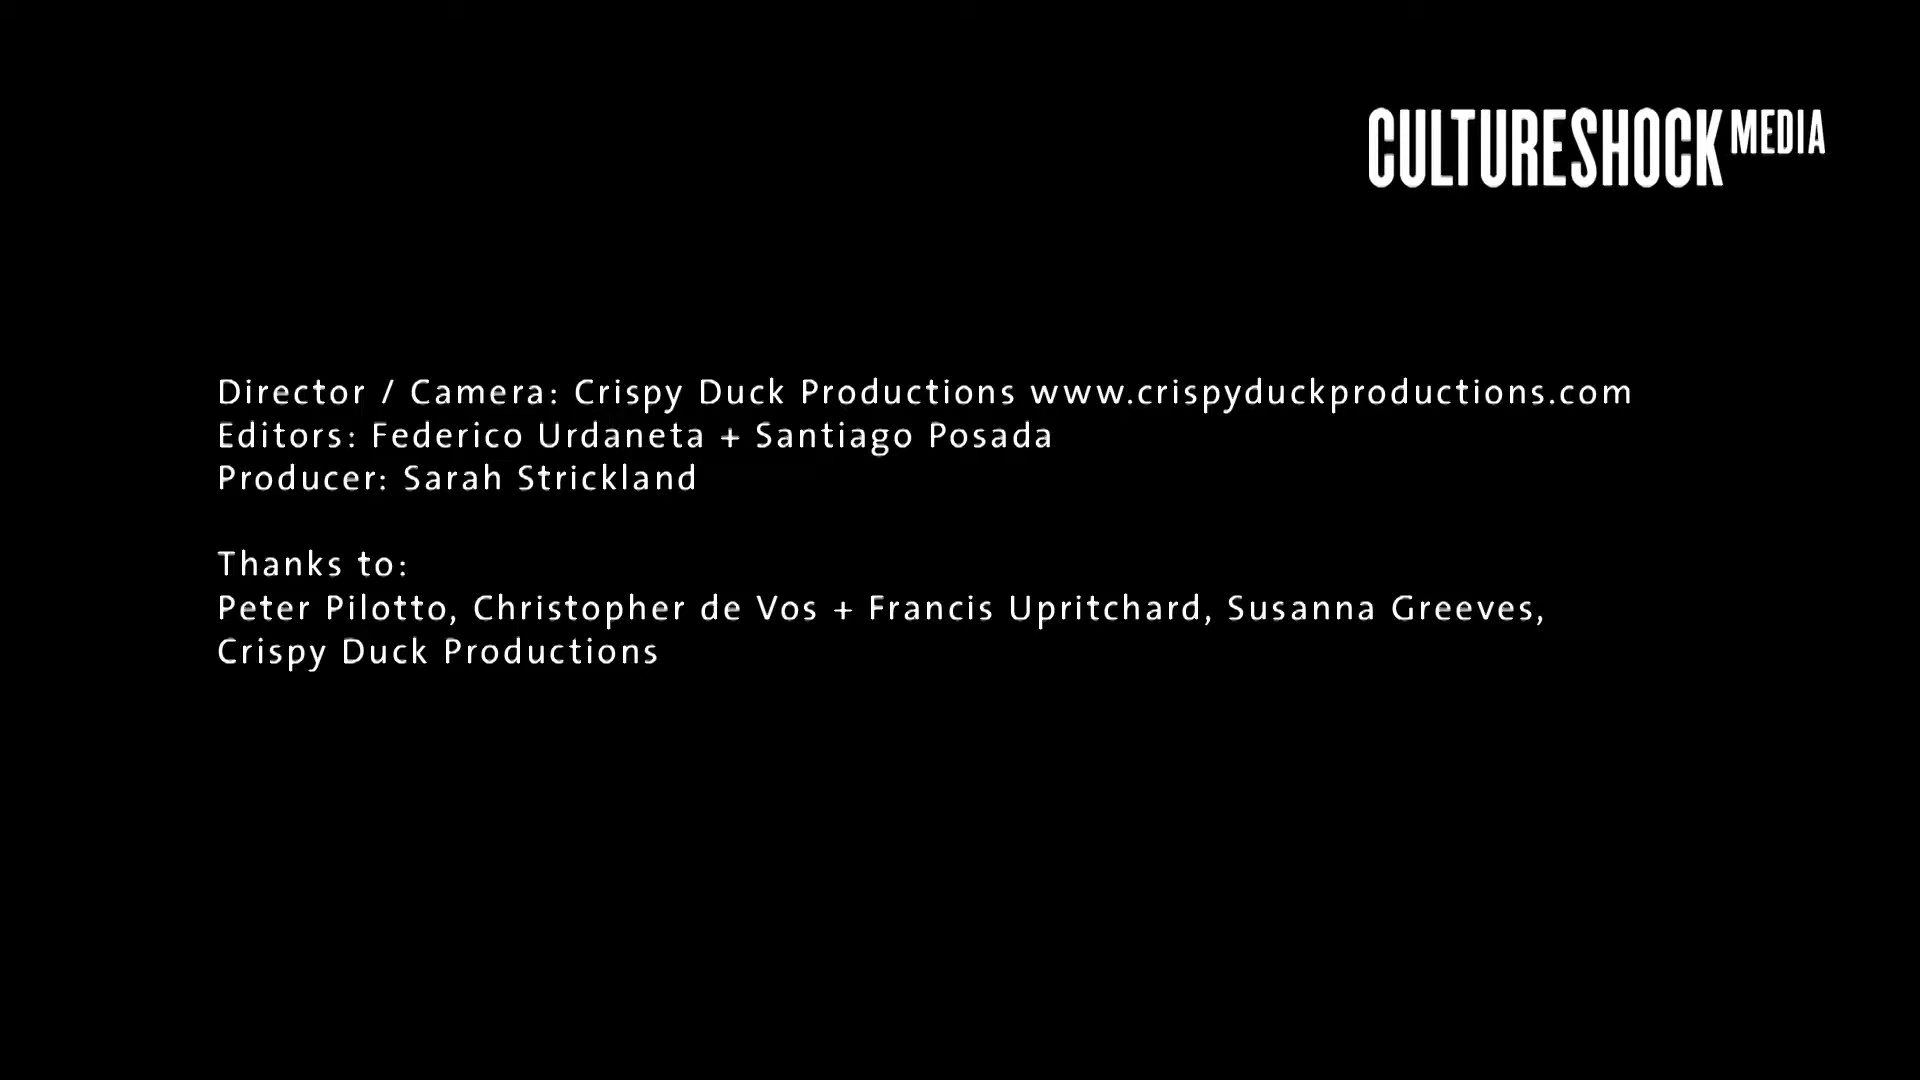 CULTURESHOCK MEDIA
Director / Camera: Crispy Duck Productions www.crispyduckproductions.com
Editors: Federico Urdaneta + Santiago Posada
Producer: Sarah Strickland
Thanks to:
Peter Pilotto, Christopher de Vos + Francis Upritchard, Susanna Greeves,
Crispy Duck Productions